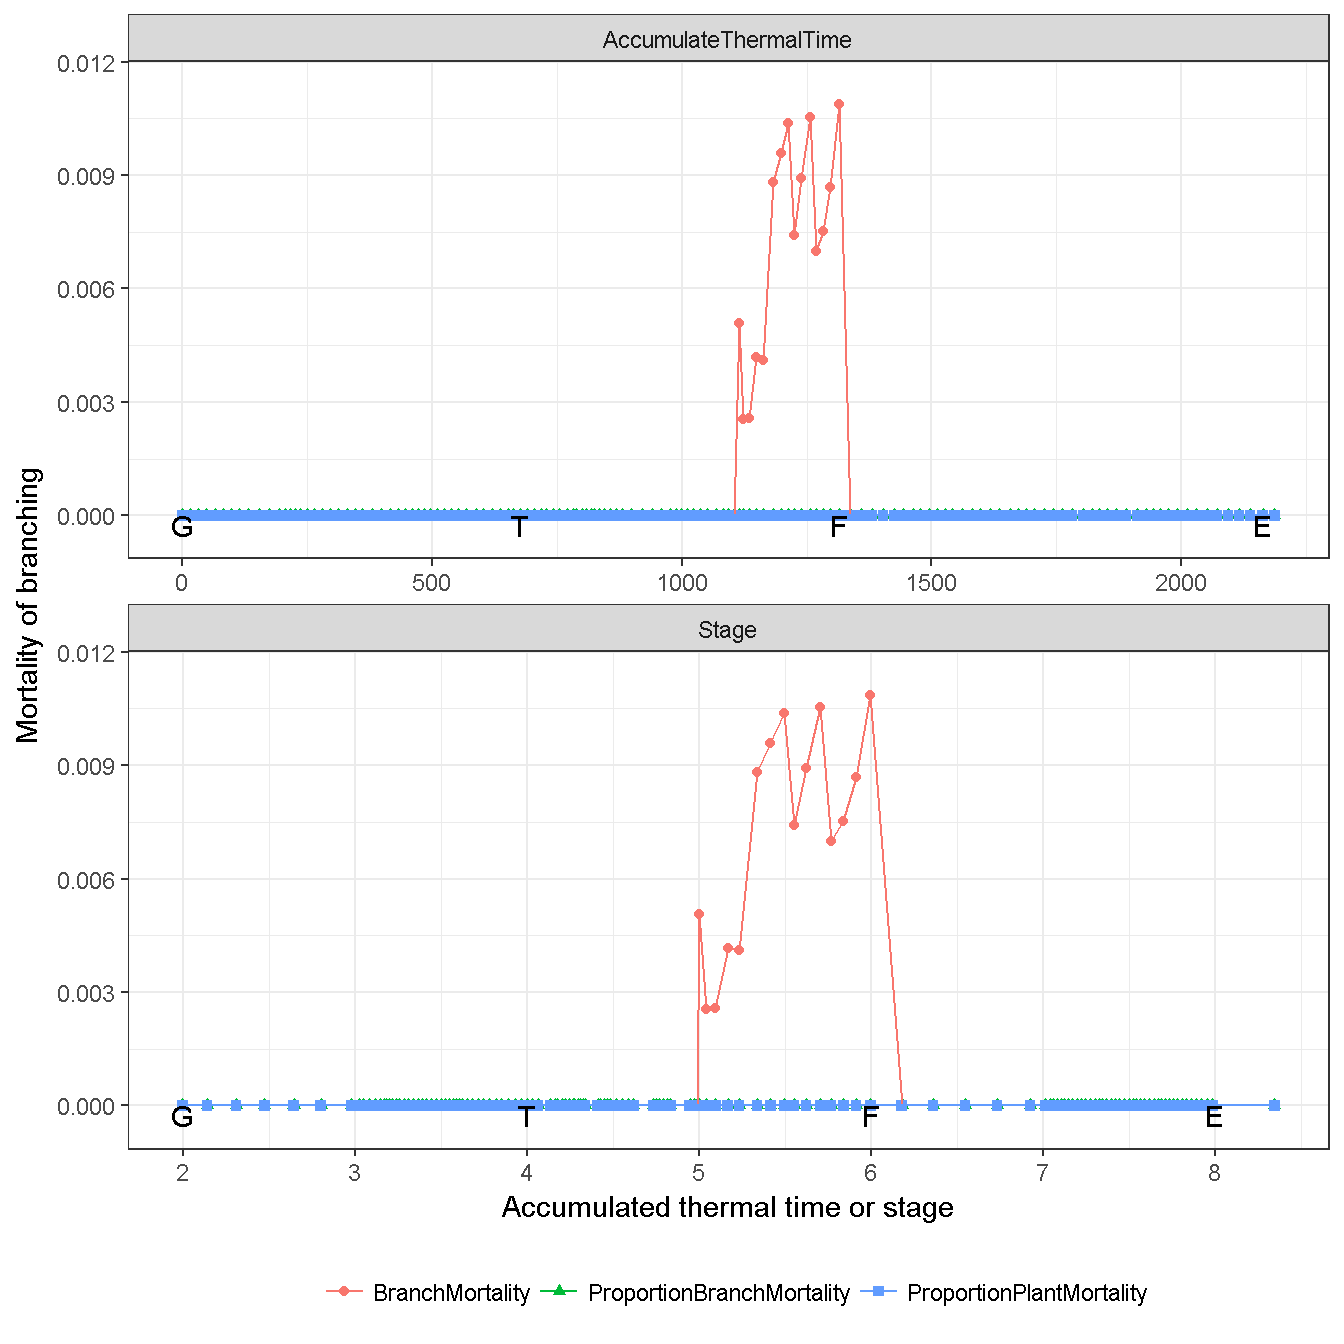 AccumulateThermalTime
0.012
0.009
0.006
0.003
0.000
G T F E
0 500 1000 1500 2000
Mortality of branching
Stage
0.012
0.009
0.006
0.003
0.000
G T F E
2 3 4 5 6 7 8
Accumulated thermal time or stage
BranchMortality ProportionBranchMortality ProportionPlantMortality